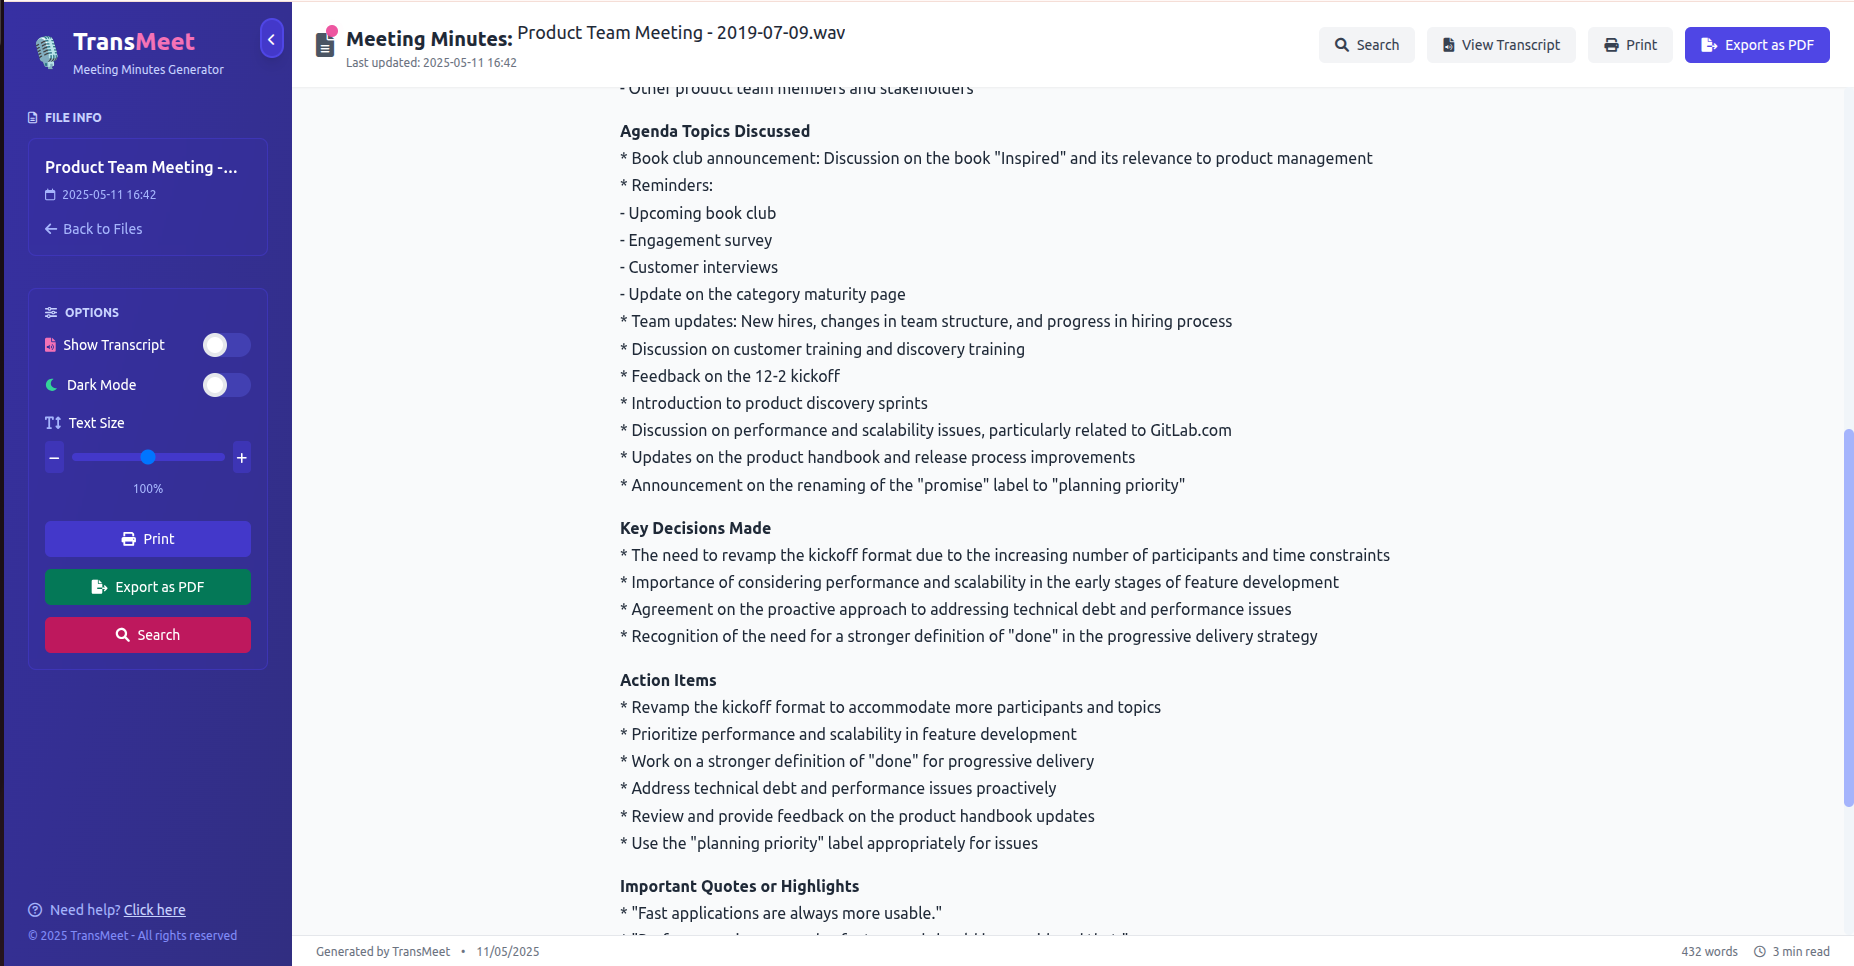 TransMeet
Meeting Minutes Generator
FILE INFO
Product Team Meeting -...
2025-05-11 16:42
Back to Files
OPTIONS
Show Transcript
Dark Mode
Text Size
−
+
100%
Print
Export as PDF
Search
Need help? Click here
© 2025 TransMeet - All rights reserved
Meeting Minutes: Product Team Meeting - 2019-07-09.wav
Last updated: 2025-05-11 16:42
Search
View Transcript
Print
Export as PDF
- Other product team members and stakeholders
Agenda Topics Discussed
* Book club announcement: Discussion on the book "Inspired" and its relevance to product management
* Reminders:
- Upcoming book club
- Engagement survey
- Customer interviews
- Update on the category maturity page
* Team updates: New hires, changes in team structure, and progress in hiring process
* Discussion on customer training and discovery training
* Feedback on the 12-2 kickoff
* Introduction to product discovery sprints
* Discussion on performance and scalability issues, particularly related to GitLab.com
* Updates on the product handbook and release process improvements
* Announcement on the renaming of the "promise" label to "planning priority"
Key Decisions Made
* The need to revamp the kickoff format due to the increasing number of participants and time constraints
* Importance of considering performance and scalability in the early stages of feature development
* Agreement on the proactive approach to addressing technical debt and performance issues
* Recognition of the need for a stronger definition of "done" in the progressive delivery strategy
Action Items
* Revamp the kickoff format to accommodate more participants and topics
* Prioritize performance and scalability in feature development
* Work on a stronger definition of "done" for progressive delivery
* Address technical debt and performance issues proactively
* Review and provide feedback on the product handbook updates
* Use the "planning priority" label appropriately for issues
Important Quotes or Highlights
* "Fast applications are always more usable."
Generated by TransMeet • 11/05/2025
432 words
3 min read